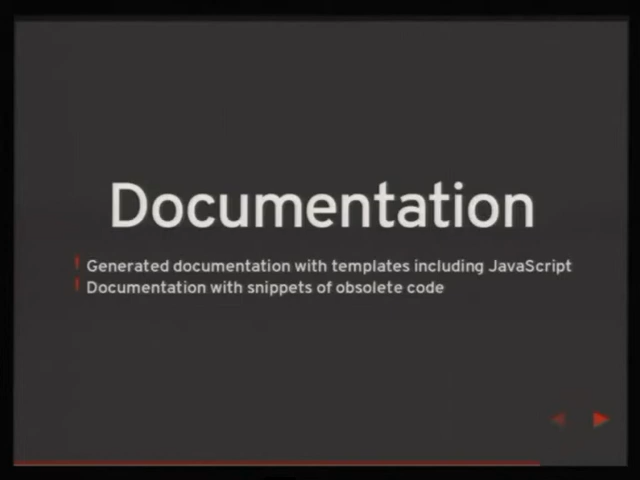 Documentation
! Generated documentation with templates including JavaScript
! Documentation with snippets of obsolete code